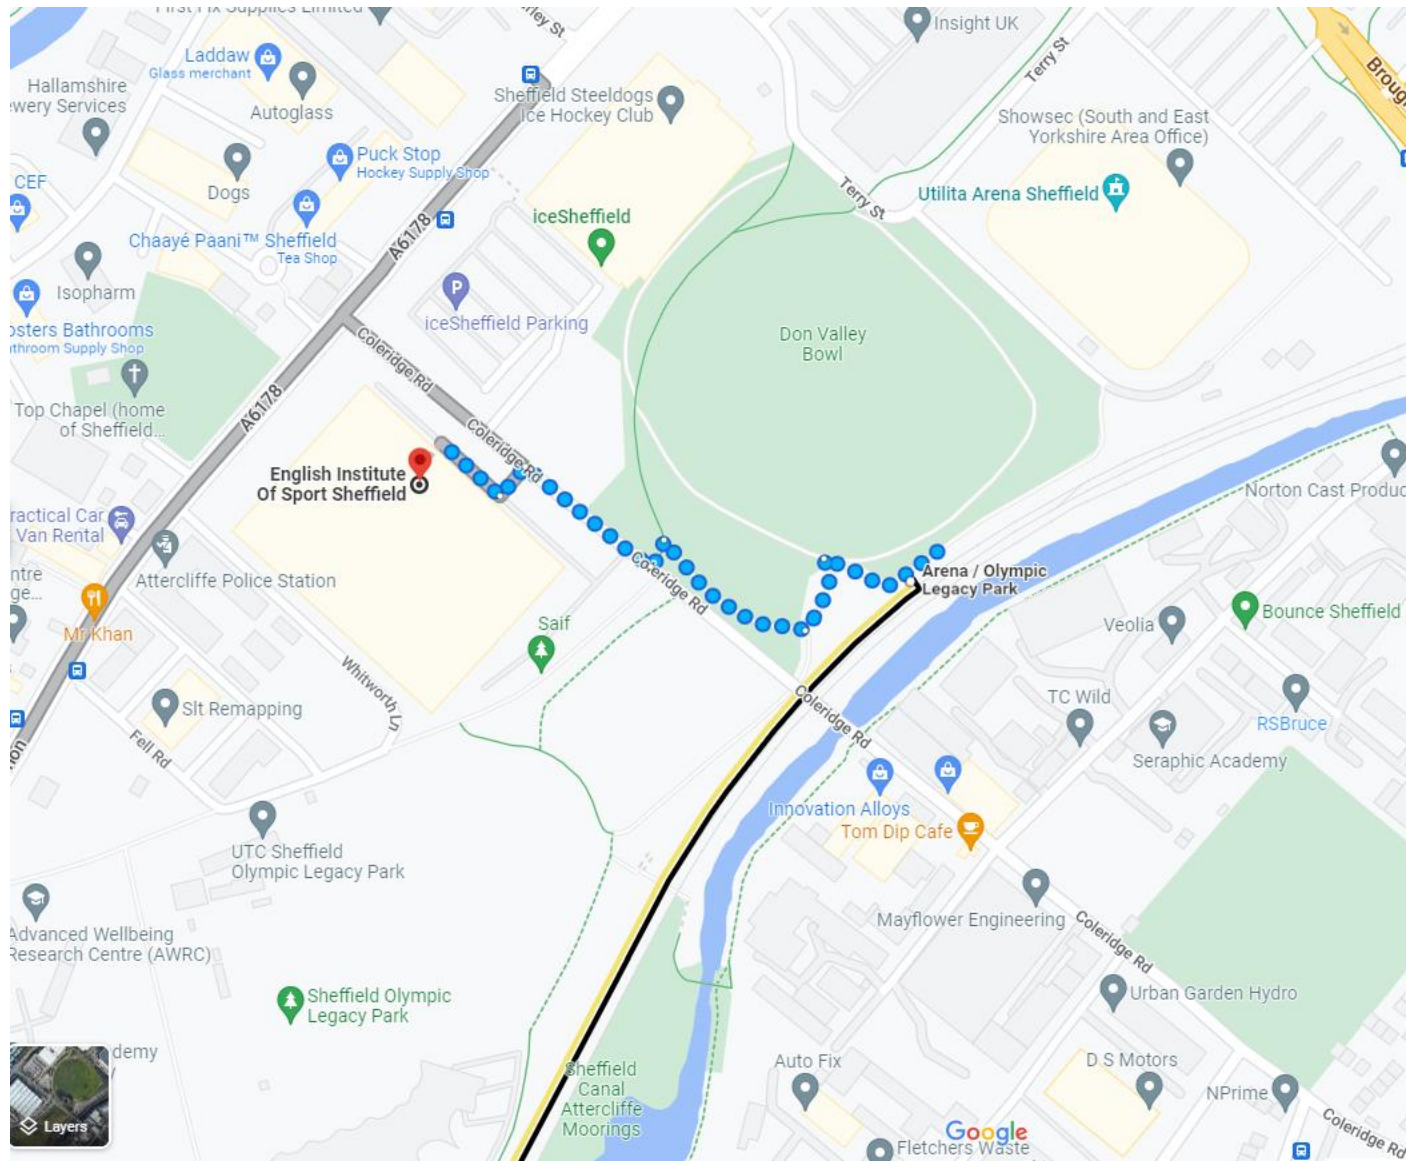 First Fix Supplies Limited
Insight UK
Laddaw
Glass merchant
Terry St
Hallamshire
Autoglass
Sheffield Steeldogs
Ice Hockey Club
Showsec (South and East
Yorkshire Area Office)
CEF
Dogs
Puck Stop
Hockey Supply Shop
Terry St
Utilita Arena Sheffield
iceSheffield
Chaayé Paani™ Sheffield
Tea Shop
A6178
Isopharm
P
iceSheffield Parking
Don Valley
Bowl
Coleridge Rd
Top Chapel (home
of Sheffield...
A6178
Coleridge Rd
English Institute
Of Sport Sheffield
Norton Cast Produc
Van Rental
Attercliffe Police Station
Coleridge Rd
Arena / Olympic
Legacy Park
Bounce Sheffield
Mr Khan
Saif
Veolia
Whitworth Ln
Slt Remapping
Coleridge Rd
TC Wild
RSBruce
Fell Rd
Seraphic Academy
Innovation Alloys
Tom Dip Cafe
UTC Sheffield
Olympic Legacy Park
Mayflower Engineering
Coleridge Rd
Advanced Wellbeing
Research Centre (AWRC)
Sheffield Olympic
Legacy Park
Urban Garden Hydro
Sheffield
Canal
Attercliffe
Moorings
Auto Fix
D S Motors
NPrime
Layers
Google
Coleridge Rd
Fletchers Waste